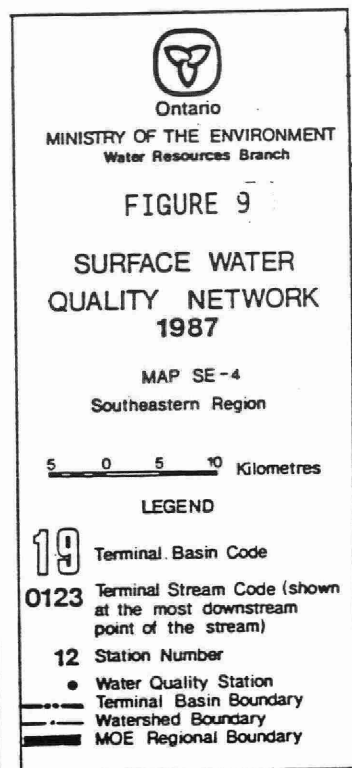 Ontario
MINISTRY OF THE ENVIRONMENT
Water Resources Branch
FIGURE 9
SURFACE WATER
QUALITY NETWORK
1987
MAP SE-4
Southeastern Region
5 0 5 10 Kilometres
LEGEND
19 Terminal Basin Code
0123 Terminal Stream Code (shown
at the most downstream
point of the stream)
12 Station Number
Water Quality Station
Terminal Basin Boundary
Watershed Boundary
MOE Regional Boundary